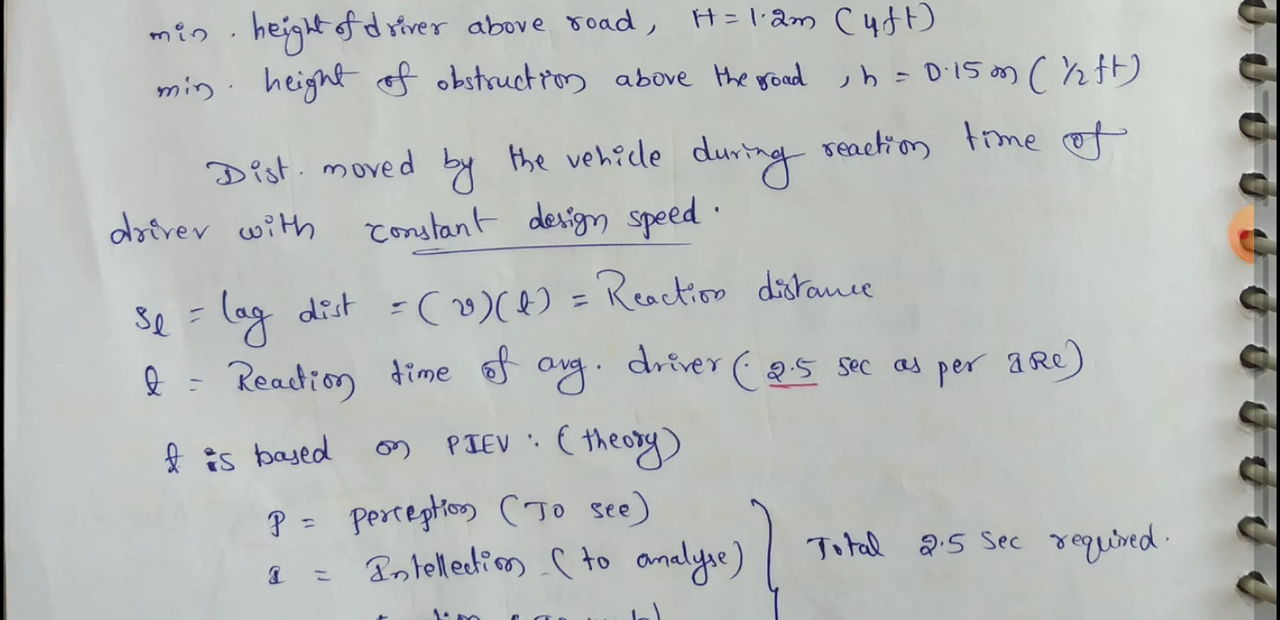 min. height of driver above road, H = 1.2m (4ft)
min. height of obstruction above the road, h = 0.15m (1/2 ft)
Dist. moved by the vehicle during reaction time of
driver with constant design speed.
Sl = lag dist = (v)(t) = Reaction distance
t = Reaction time of avg. driver (2.5 sec as per IRC)
t is based on PIEV: (theory)
P = perception (To see)
I = Intellection (to analyse)
Total 2.5 sec required.